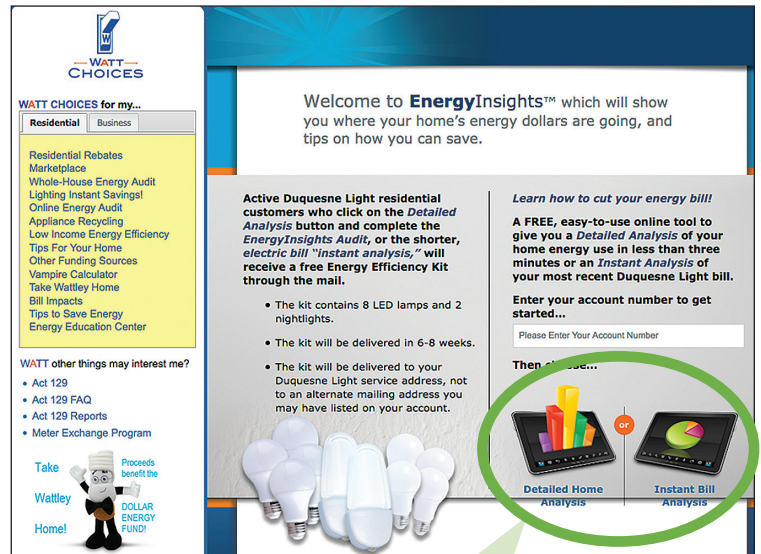 W
WATT
CHOICES
WATT CHOICES for my...
Residential
Business
Residential Rebates
Marketplace
Whole-House Energy Audit
Lighting Instant Savings!
Online Energy Audit
Appliance Recycling
Low Income Energy Efficiency
Tips For Your Home
Other Funding Sources
Vampire Calculator
Take Wattley Home
Bill Impacts
Tips to Save Energy
Energy Education Center
WATT other things may interest me?
• Act 129
• Act 129 FAQ
• Act 129 Reports
• Meter Exchange Program
Take
Wattley
Home!
Proceeds
benefit the
DOLLAR
ENERGY
FUND!
Welcome to EnergyInsights™ which will show
you where your home's energy dollars are going, and
tips on how you can save.
Active Duquesne Light residential
customers who click on the Detailed
Analysis button and complete the
EnergyInsights Audit, or the shorter,
electric bill "instant analysis," will
receive a free Energy Efficiency Kit
through the mail.
• The kit contains 8 LED lamps and 2
nightlights.
• The kit will be delivered in 6-8 weeks.
• The kit will be delivered to your
Duquesne Light service address, not
to an alternate mailing address you
may have listed on your account.
Learn how to cut your energy bill!
A FREE, easy-to-use online tool to
give you a Detailed Analysis of your
home energy use in less than three
minutes or an Instant Analysis of
your most recent Duquesne Light bill.
Enter your account number to get
started...
Please Enter Your Account Number
Then
or
Detailed Home
Analysis
Instant Bill
Analysis